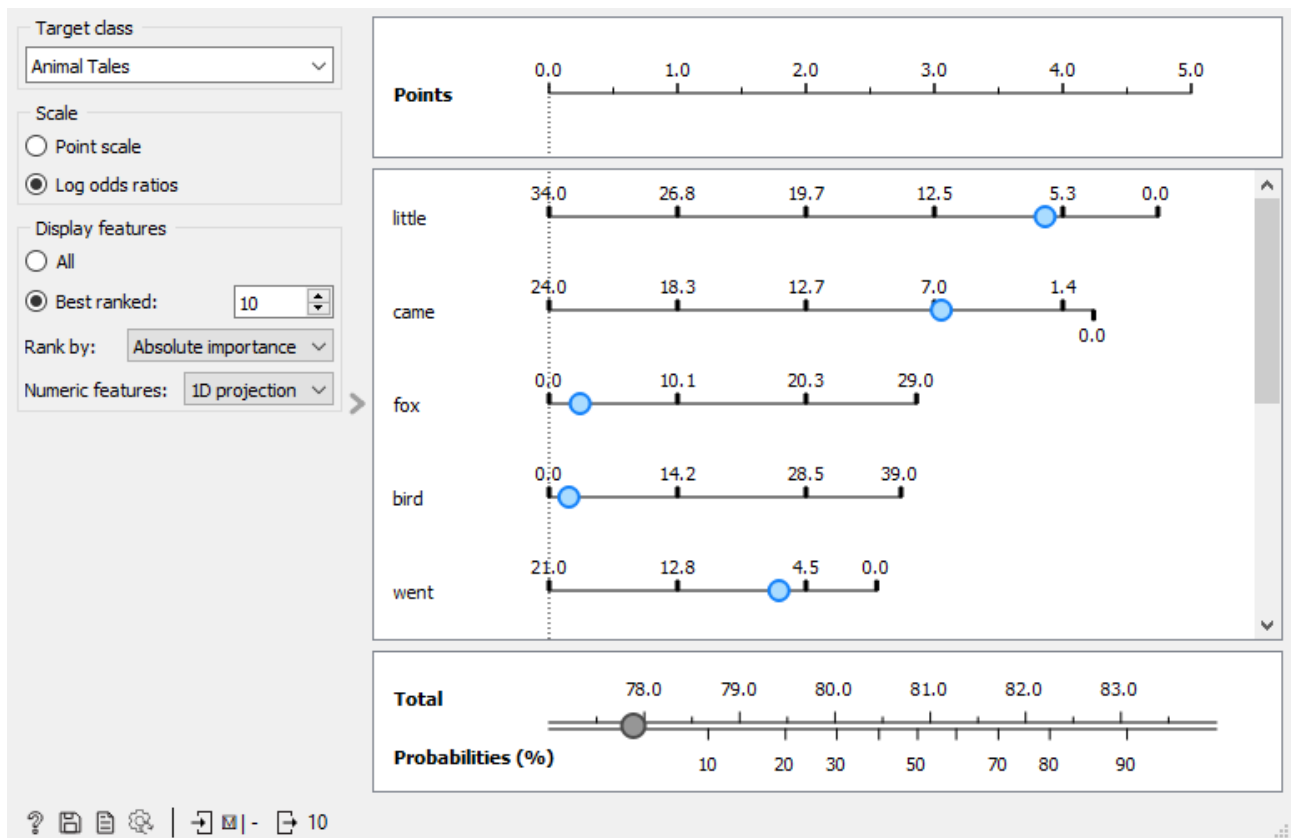 Target class
Animal Tales
Scale
Point scale
Log odds ratios
Display features
All
Best ranked: 10
Rank by: Absolute importance
Numeric features: 1D projection
0.0 1.0 2.0 3.0 4.0 5.0
Points
34.0 26.8 19.7 12.5 5.3 0.0
little
24.0 18.3 12.7 7.0 1.4
came
0.0
0.0 10.1 20.3 29.0
fox
0.0 14.2 28.5 39.0
bird
21.0 12.8 4.5 0.0
went
78.0 79.0 80.0 81.0 82.0 83.0
Total
Probabilities (%)
10 20 30 50 70 80 90
? M | - 10